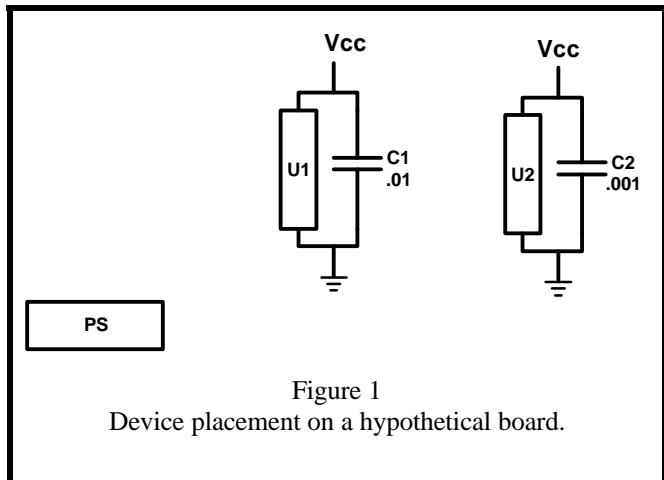 Vcc
Vcc
U1
C1
.01
U2
C2
.001
PS
Figure 1
Device placement on a hypothetical board.